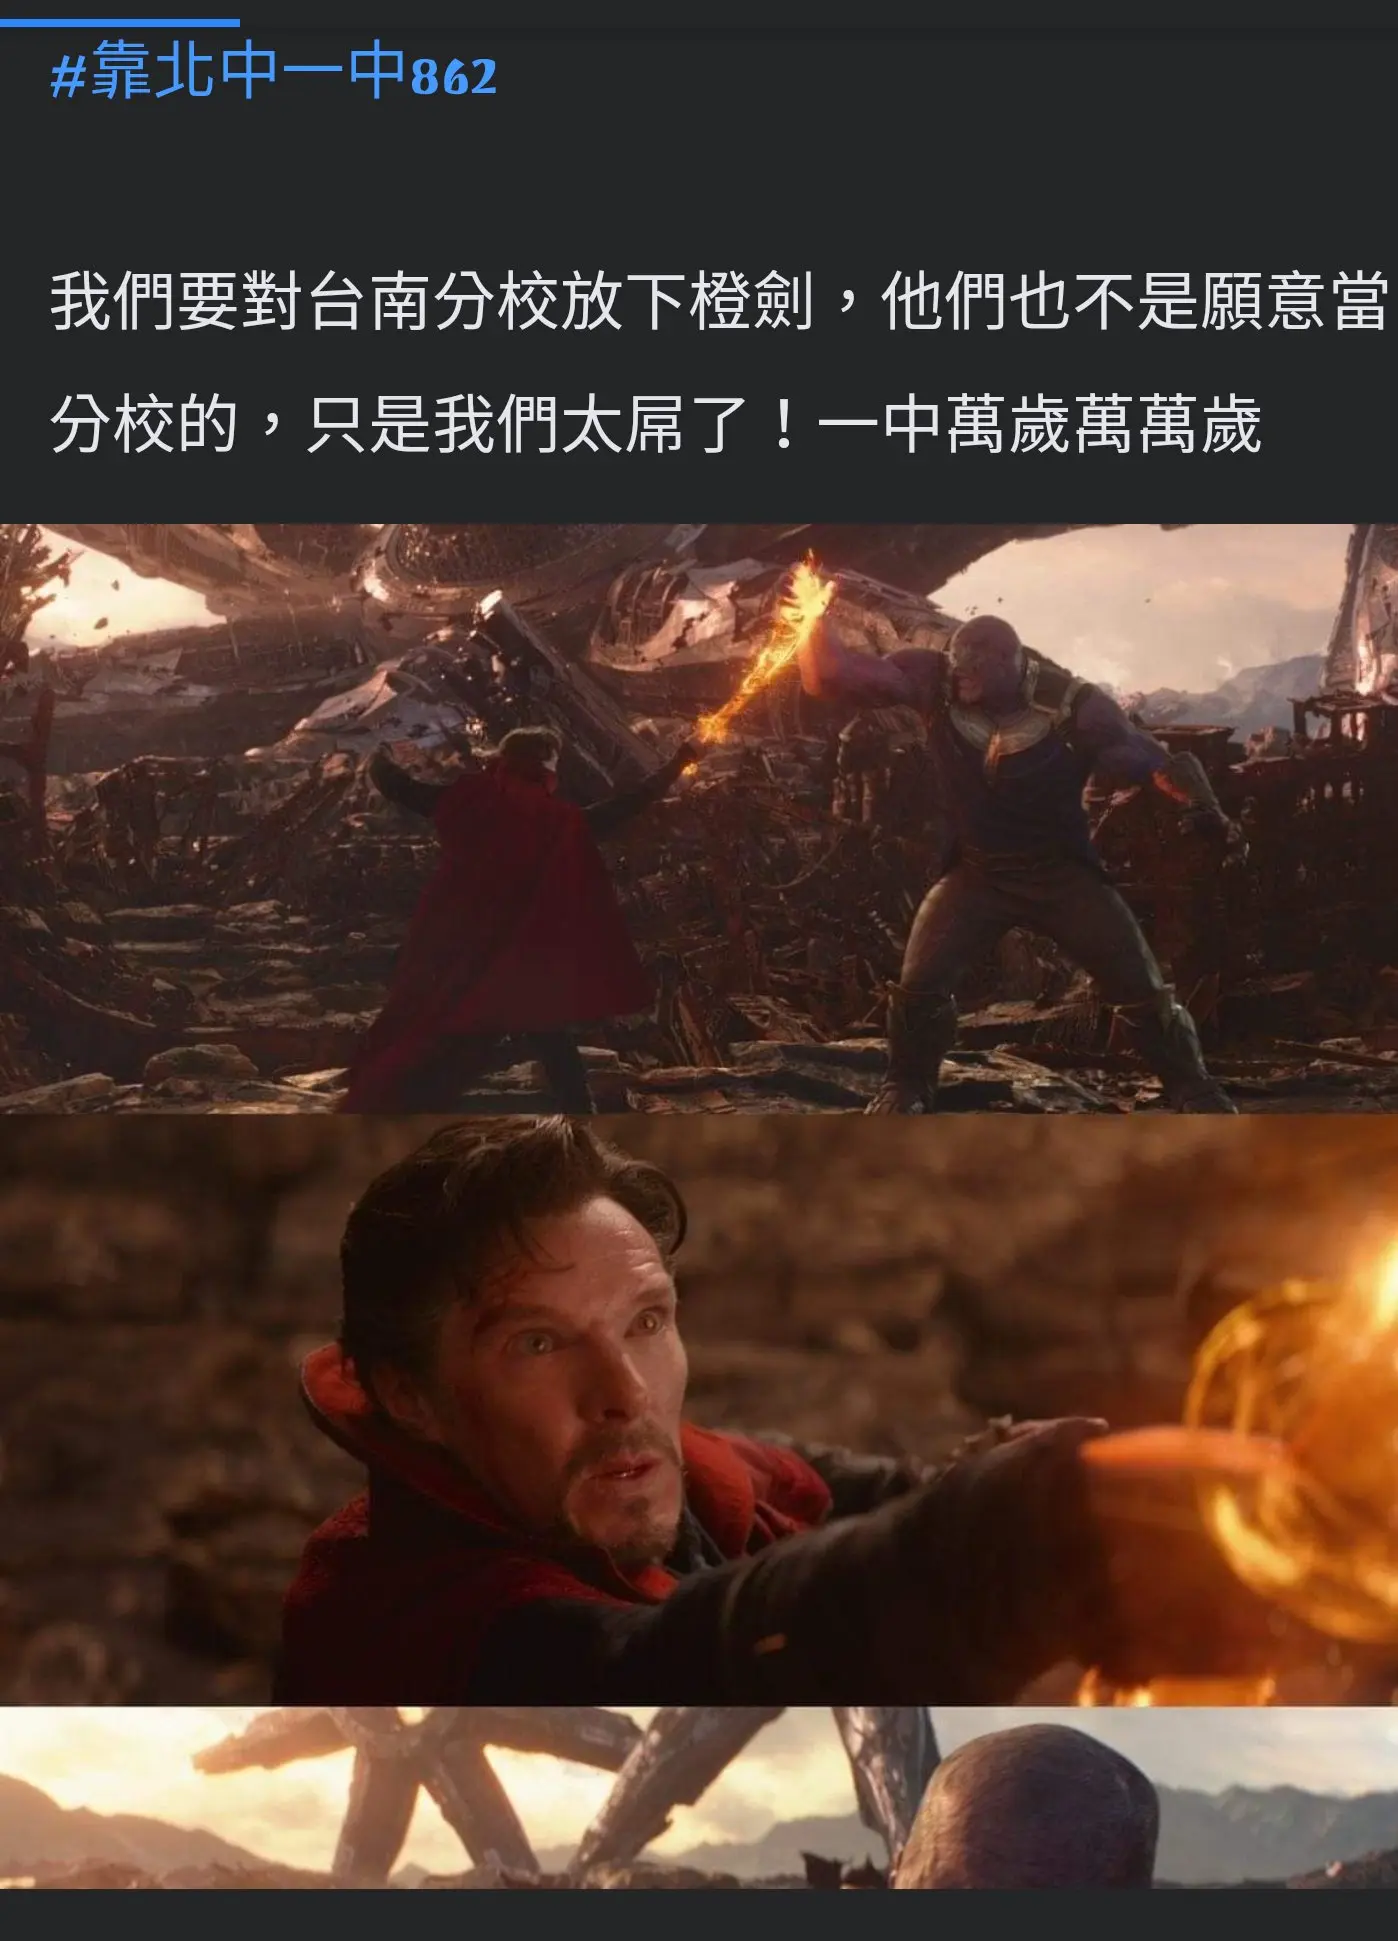 #靠北中一中862
我們要對台南分校放下橙劍，他們也不是願意當
分校的，只是我們太屌了！一中萬歲萬萬歲